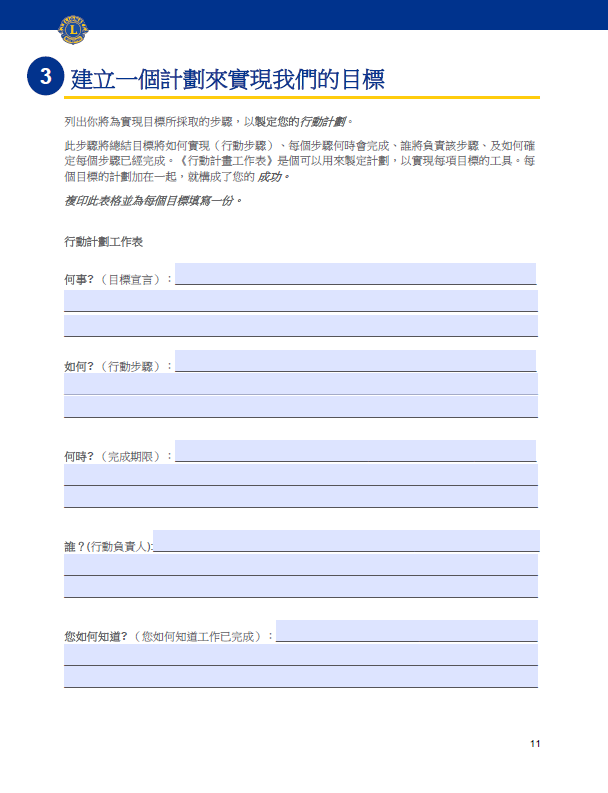 3 建立一個計劃來實現我們的目標
列出你將為實現目標所採取的步驟，以製定您的行動計劃。
此步驟將總結目標將如何實現（行動步驟）、每個步驟何時會完成、誰將負責該步驟、及如何確
定每個步驟已經完成。《行動計畫工作表》是個可以用來製定計劃，以實現每項目標的工具。每
個目標的計劃加在一起，就構成了您的 成功。
複印此表格並為每個目標填寫一份。
行動計劃工作表
何事?（目標宣言）：
如何?（行動步驟）：
何時?（完成期限）：
誰？(行動負責人):
您如何知道?（您如何知道工作已完成）：
11